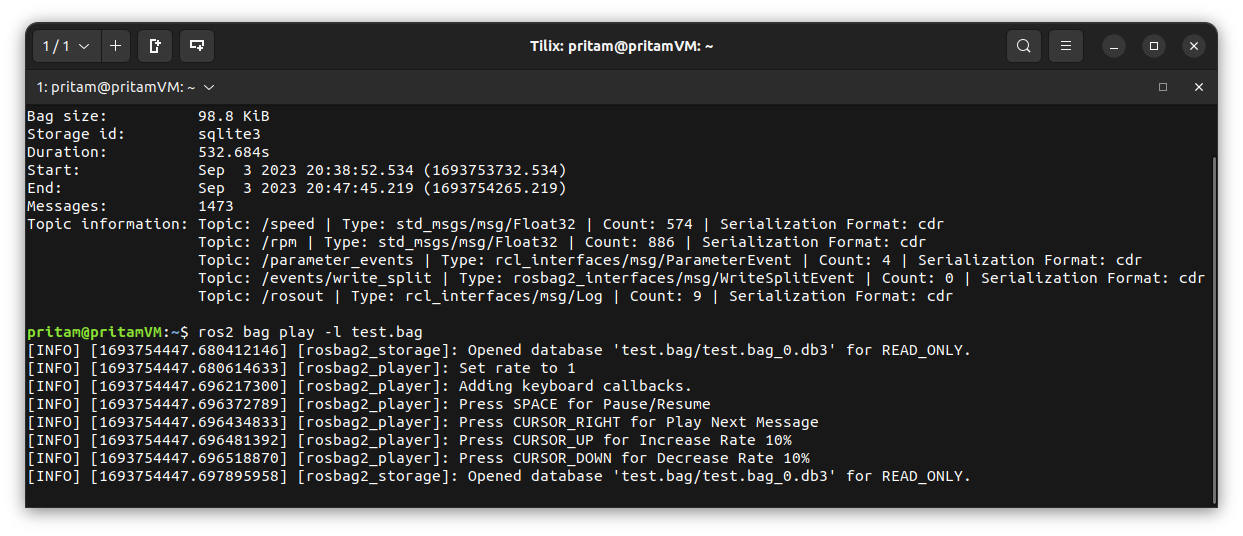 1 / 1
Tilix: pritam@pritamVM: ~
1: pritam@pritamVM: ~
Bag size:          98.8 KiB
Storage id:        sqlite3
Duration:          532.684s
Start:             Sep  3 2023 20:38:52.534 (1693753732.534)
End:               Sep  3 2023 20:47:45.219 (1693754265.219)
Messages:          1473
Topic information: Topic: /speed | Type: std_msgs/msg/Float32 | Count: 574 | Serialization Format: cdr
                   Topic: /rpm | Type: std_msgs/msg/Float32 | Count: 886 | Serialization Format: cdr
                   Topic: /parameter_events | Type: rcl_interfaces/msg/ParameterEvent | Count: 4 | Serialization Format: cdr
                   Topic: /events/write_split | Type: rosbag2_interfaces/msg/WriteSplitEvent | Count: 0 | Serialization Format: cdr
                   Topic: /rosout | Type: rcl_interfaces/msg/Log | Count: 9 | Serialization Format: cdr
pritam@pritamVM:~$ ros2 bag play -l test.bag
[INFO] [1693754447.680412146] [rosbag2_storage]: Opened database 'test.bag/test.bag_0.db3' for READ_ONLY.
[INFO] [1693754447.680614633] [rosbag2_player]: Set rate to 1
[INFO] [1693754447.696217300] [rosbag2_player]: Adding keyboard callbacks.
[INFO] [1693754447.696372789] [rosbag2_player]: Press SPACE for Pause/Resume
[INFO] [1693754447.696434833] [rosbag2_player]: Press CURSOR_RIGHT for Play Next Message
[INFO] [1693754447.696481392] [rosbag2_player]: Press CURSOR_UP for Increase Rate 10%
[INFO] [1693754447.696518870] [rosbag2_player]: Press CURSOR_DOWN for Decrease Rate 10%
[INFO] [1693754447.697895958] [rosbag2_storage]: Opened database 'test.bag/test.bag_0.db3' for READ_ONLY.